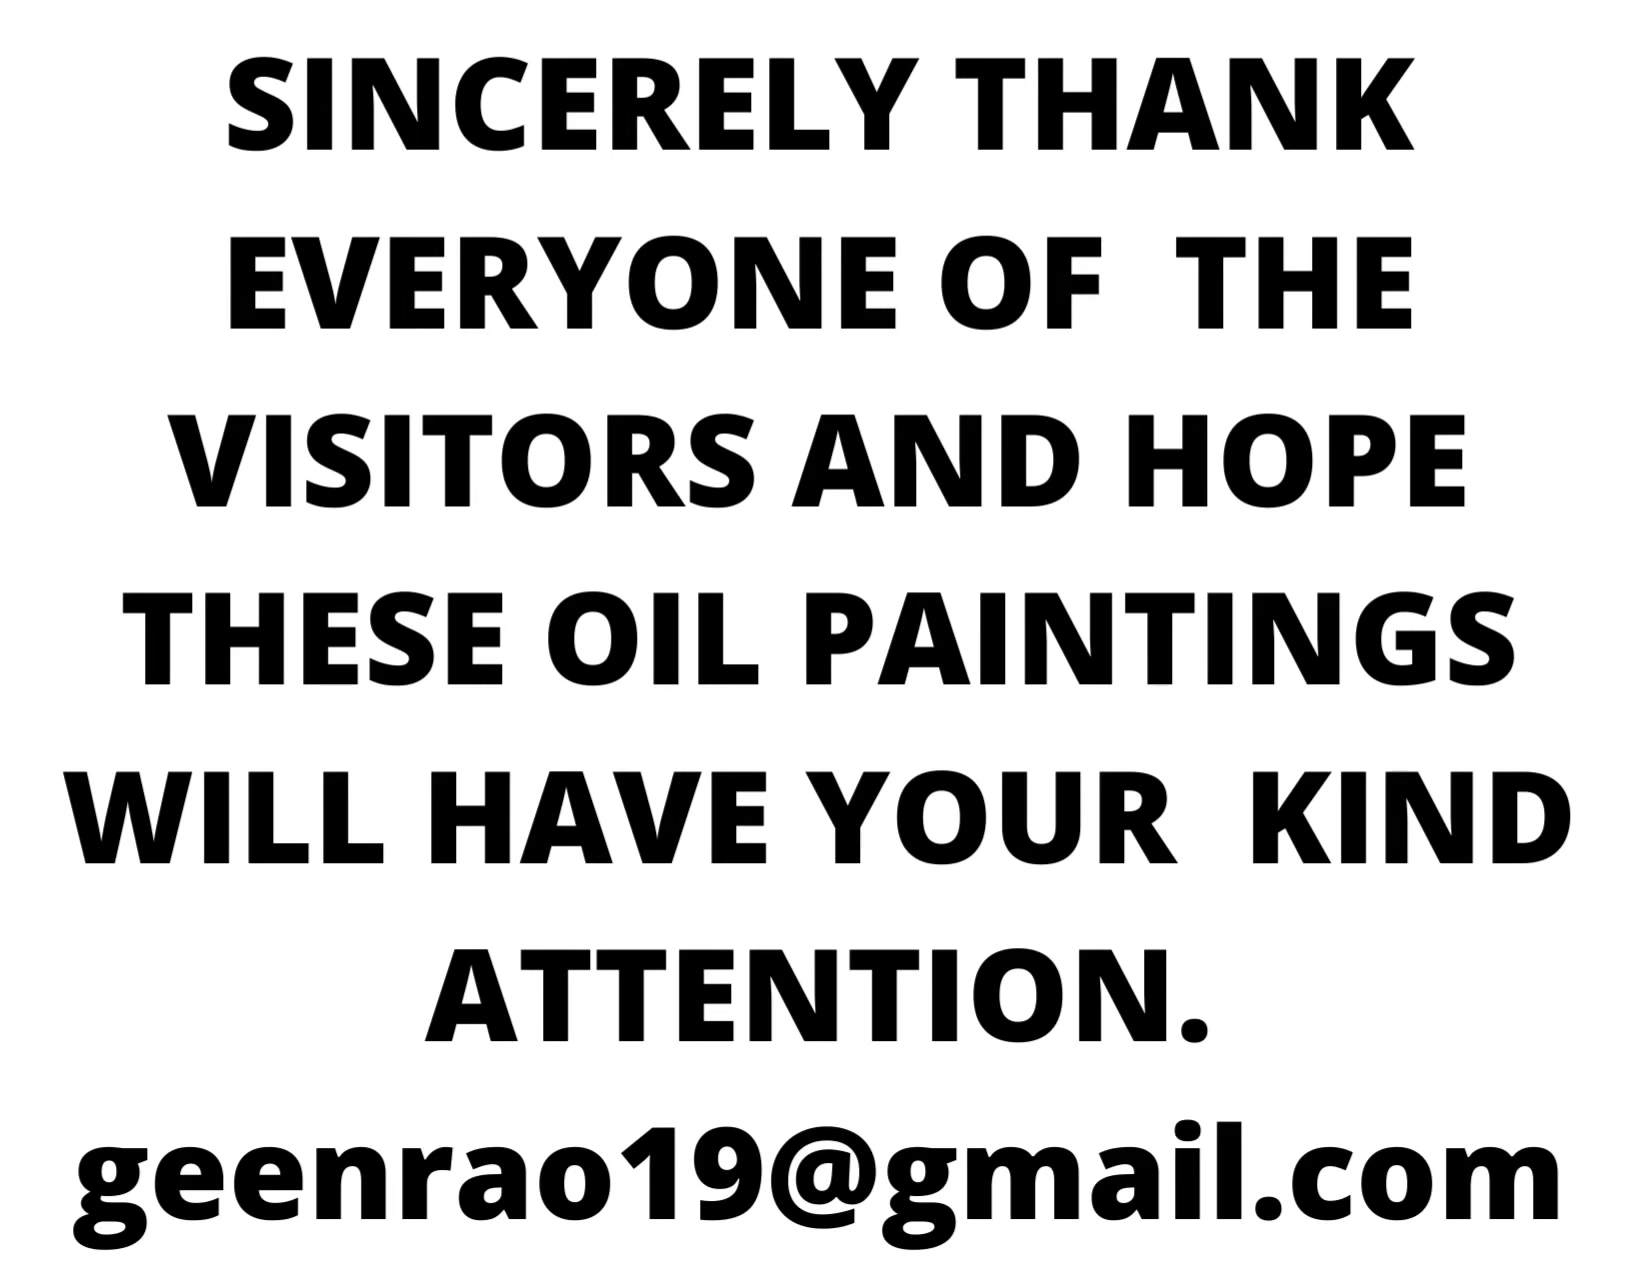 SINCERELY THANK
EVERYONE OF  THE
VISITORS AND HOPE
THESE OIL PAINTINGS
WILL HAVE YOUR  KIND
ATTENTION.
geenrao19@gmail.com